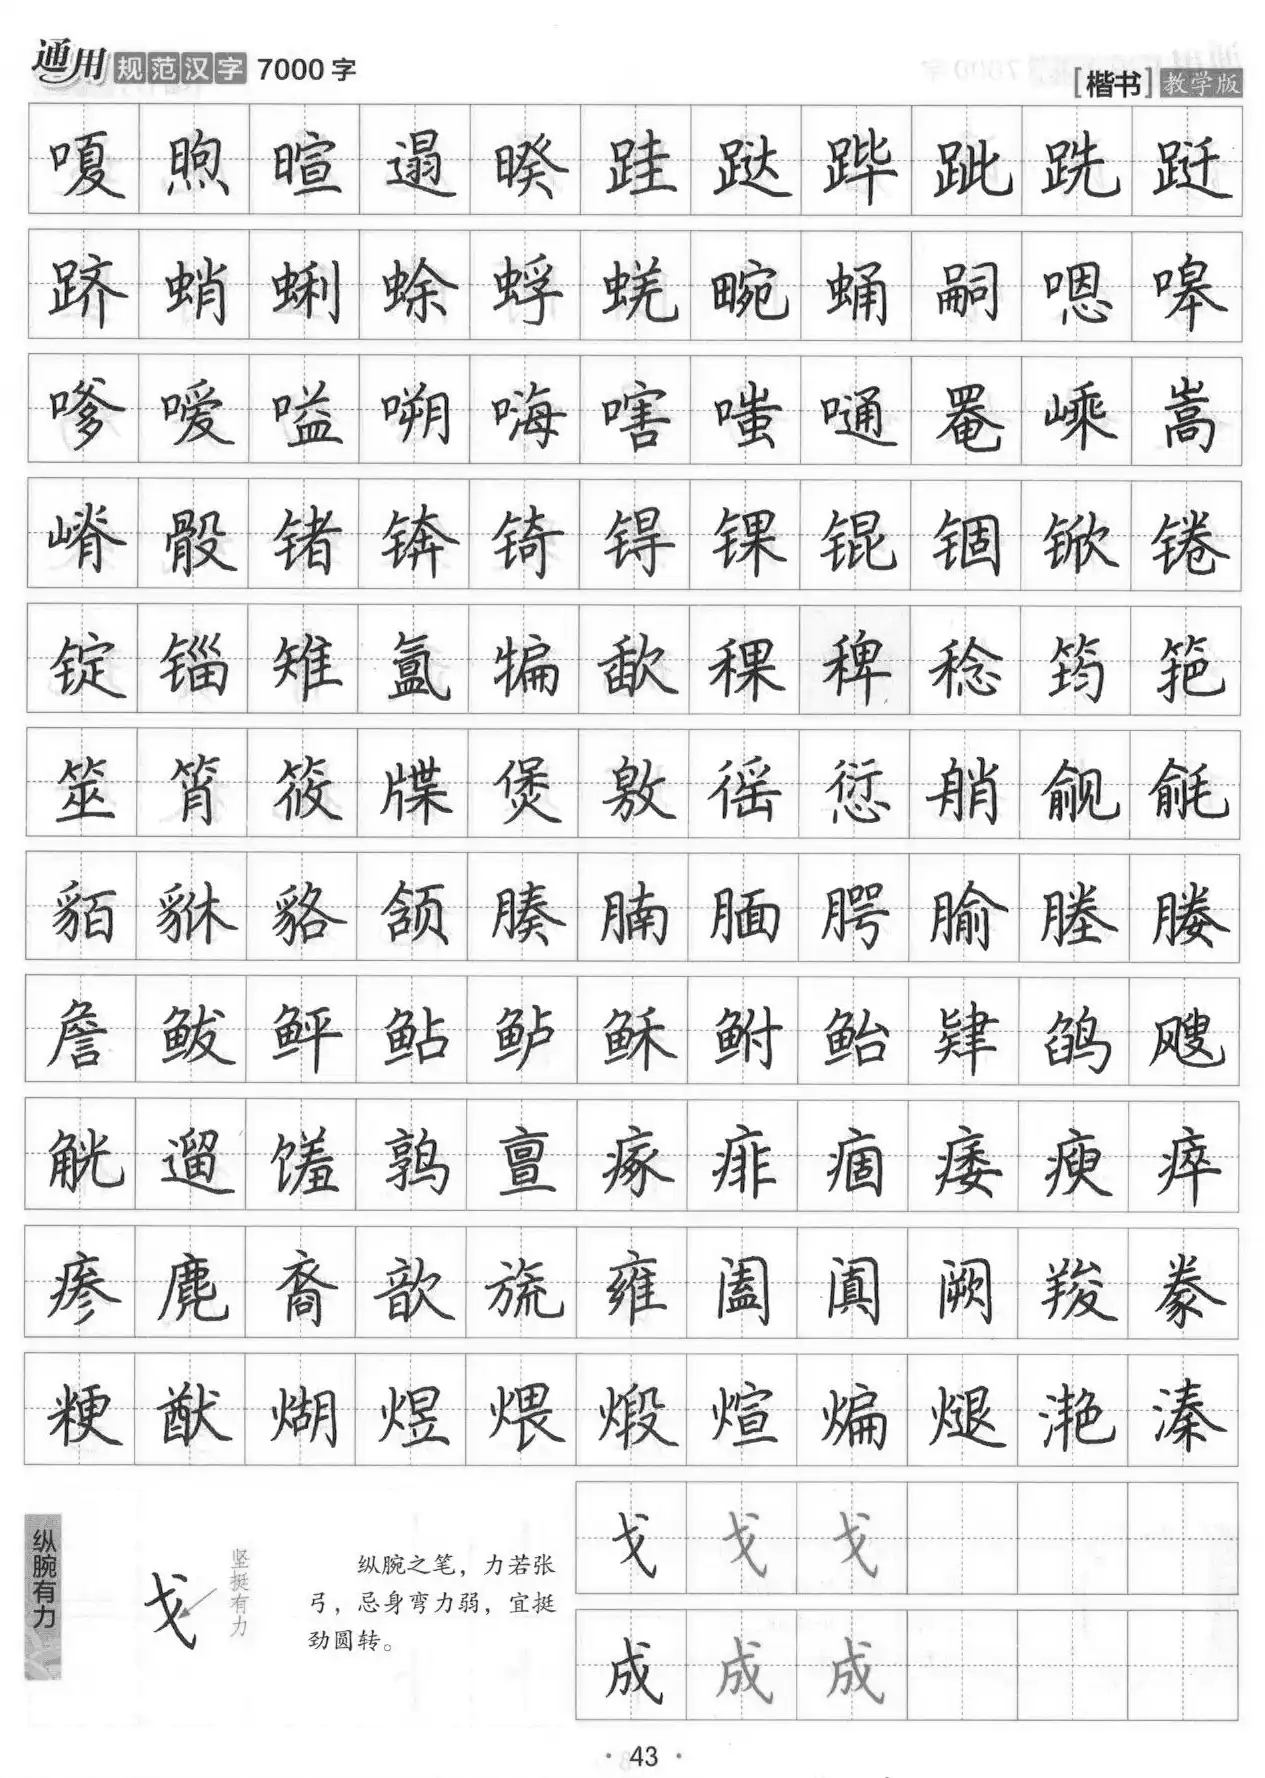 通用规范汉字 7000 字
[楷书] 教学版
嗄 煦 暄 遢 暌 跬 跶 跸 跐 跣 跹
跻 蛸 蜊 蜍 蜉 蜣 畹 蛹 嗣 嗯 嗥
嗲 嗳 嗌 嗍 嗨 嗐 嗤 嗵 罨 嵊 嵩
嵴 骰 锗 锛 锜 锝 锞 锟 锢 锨 锩
锭 锱 雉 氲 犏 歃 稞 稗 稔 筠 筢
筮 筲 筱 牒 煲 敫 徭 愆 艄 觎 毹
貊 貅 貉 颔 腠 腩 腼 腭 腧 塍 媵
詹 鲅 鲆 鲇 鲈 稣 鲋 鲐 肄 鹐 飕
觥 遛 馐 鹑 亶 瘃 痱 痼 痿 瘐 瘁
瘆 麂 裔 歆 旒 雍 阖 阗 阙 羧 豢
粳 猷 煳 煜 煨 煅 煊 煸 煺 滟 溱
戈 戈 戈
纵腕有力
坚挺有力
戈
纵腕之笔，力若张
弓，忌身弯力弱，宜挺
劲圆转。
成 成 成
·43·